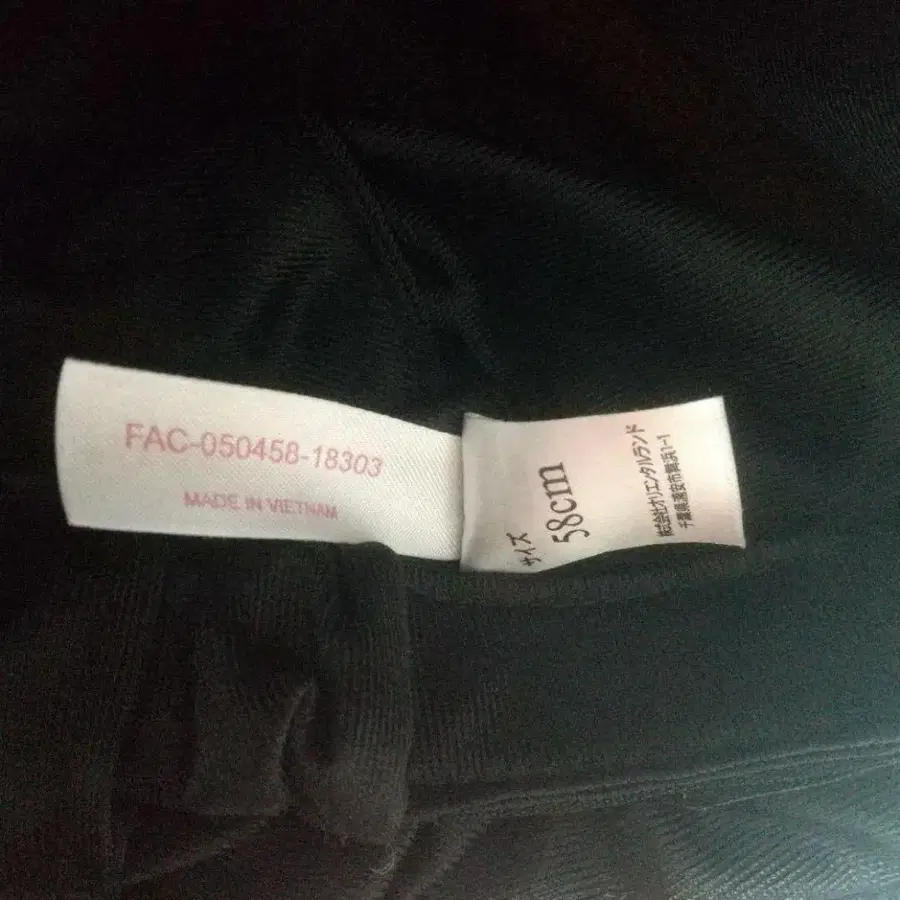 FAC-050458-18303
MADE IN VIETNAM
サイズ
58cm
株式会社オリエンタルランド
千葉県浦安市舞浜1-1